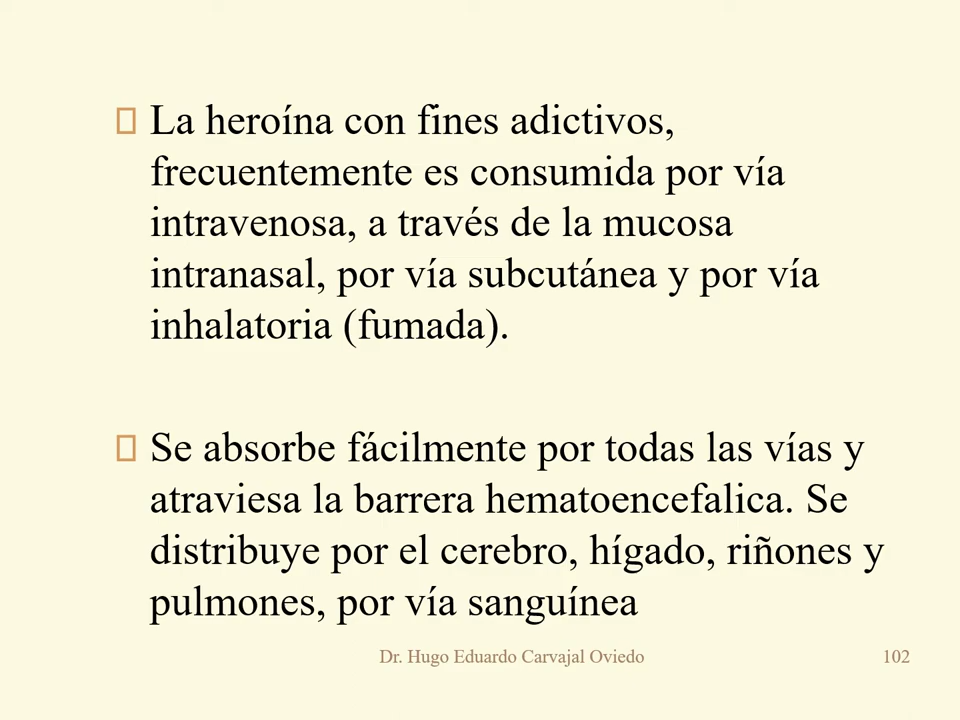 La heroína con fines adictivos,
frecuentemente es consumida por vía
intravenosa, a través de la mucosa
intranasal, por vía subcutánea y por vía
inhalatoria (fumada).
Se absorbe fácilmente por todas las vías y
atraviesa la barrera hematoencefalica. Se
distribuye por el cerebro, hígado, riñones y
pulmones, por vía sanguínea
Dr. Hugo Eduardo Carvajal Oviedo
102